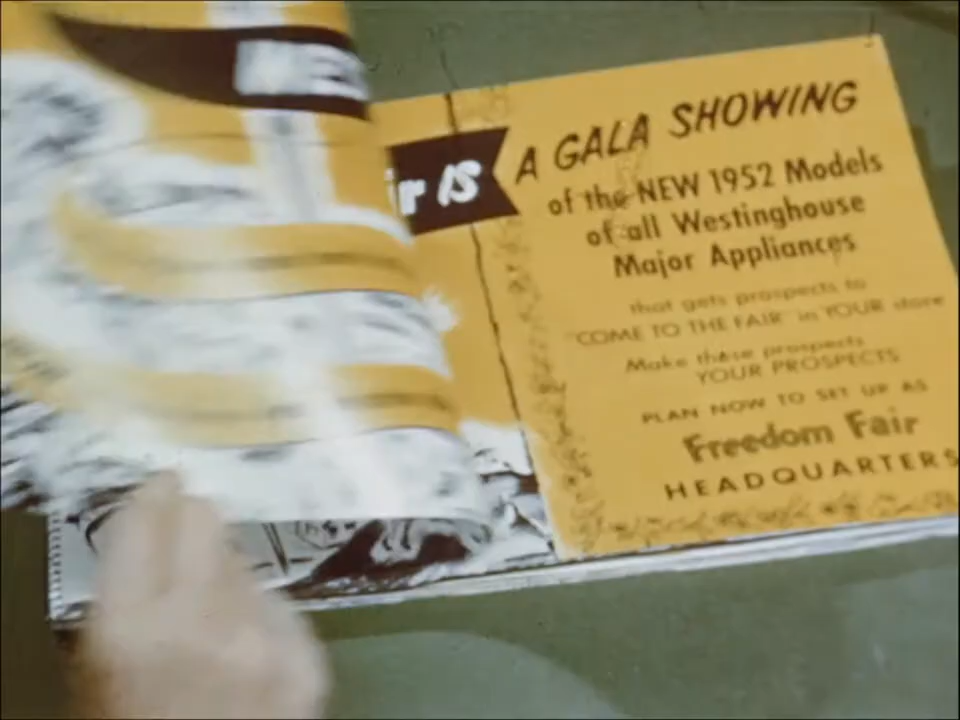 IS
A GALA SHOWING
of the NEW 1952 Models
of all Westinghouse
Major Appliances
that gets prospects to
"COME TO THE FAIR" in YOUR store
Make these prospects
YOUR PROSPECTS
PLAN NOW TO SET UP AS
Freedom Fair
HEADQUARTERS